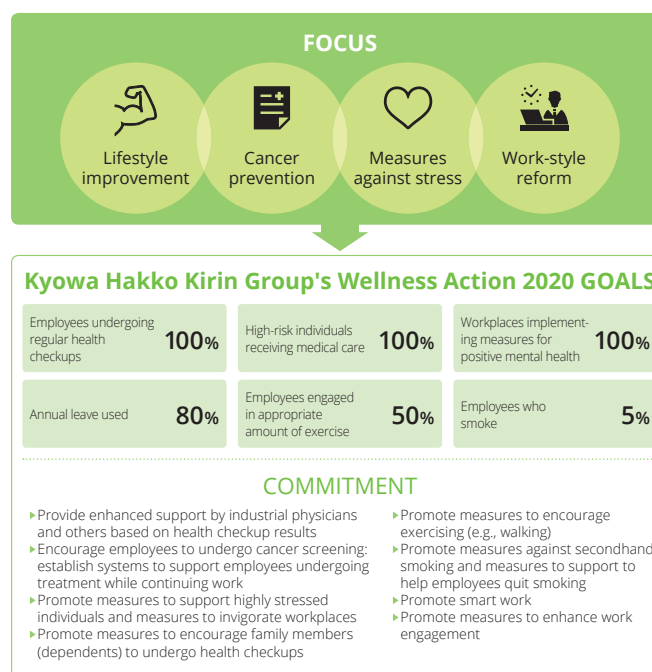 FOCUS
Lifestyle
improvement
Cancer
prevention
Measures
against stress
Work-style
reform
Kyowa Hakko Kirin Group's Wellness Action 2020 GOALS
Employees undergoing
regular health
checkups
100%
High-risk individuals
receiving medical care
100%
Workplaces implement-
ing measures for
positive mental health
100%
Annual leave used
80%
Employees engaged
in appropriate
amount of exercise
50%
Employees who
smoke
5%
COMMITMENT
Provide enhanced support by industrial physicians
and others based on health checkup results
Encourage employees to undergo cancer screening:
establish systems to support employees undergoing
treatment while continuing work
Promote measures to support highly stressed
individuals and measures to invigorate workplaces
Promote measures to encourage family members
(dependents) to undergo health checkups
Promote measures to encourage
exercising (e.g., walking)
Promote measures against secondhand
smoking and measures to support to
help employees quit smoking
Promote smart work
Promote measures to enhance work
engagement